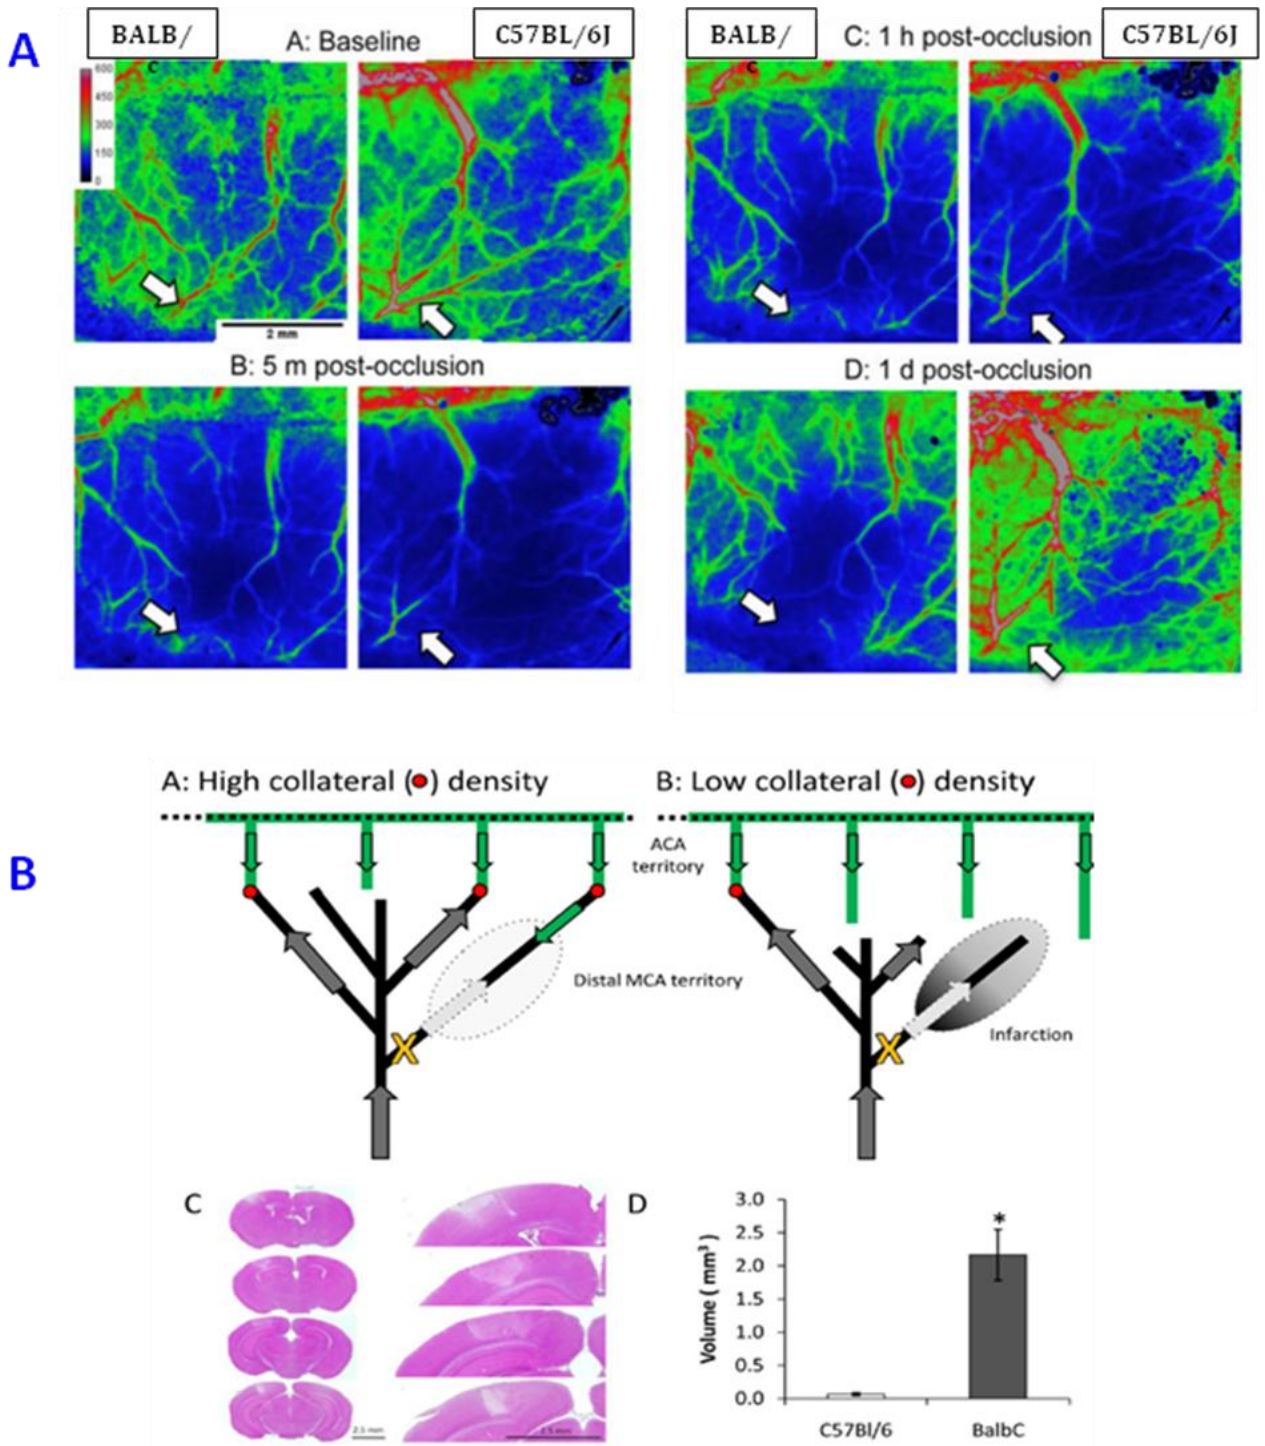 A
BALB/
c
A: Baseline
C57BL/6J
BALB/
c
C: 1 h post-occlusion
C57BL/6J
600
450
300
150
0
2 mm
B: 5 m post-occlusion
D: 1 d post-occlusion
B
A: High collateral (●) density
B: Low collateral (●) density
ACA
territory
X
Distal MCA territory
X
Infarction
C
2.5 mm
2.5 mm
D
Volume ( mm³ )
3.0
2.5
2.0
1.5
1.0
0.5
0.0
*
C57Bl/6
BalbC